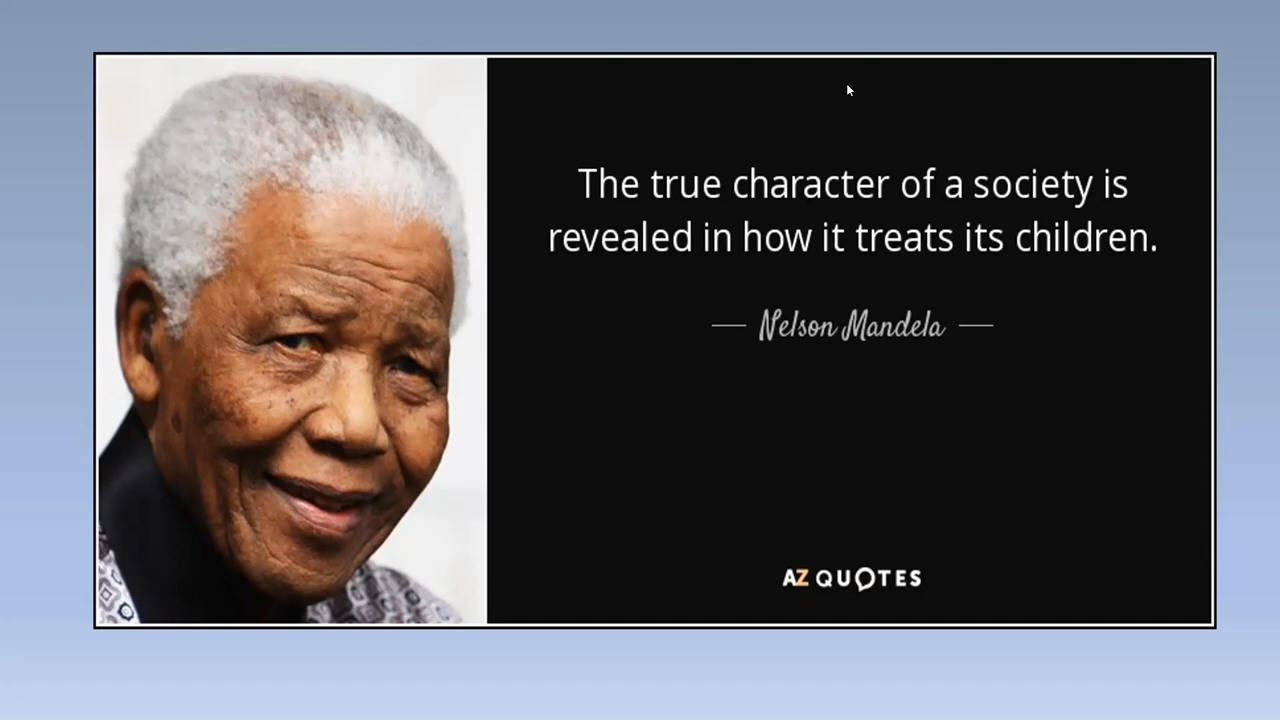 The true character of a society is
revealed in how it treats its children.
Nelson Mandela
AZ QUOTES